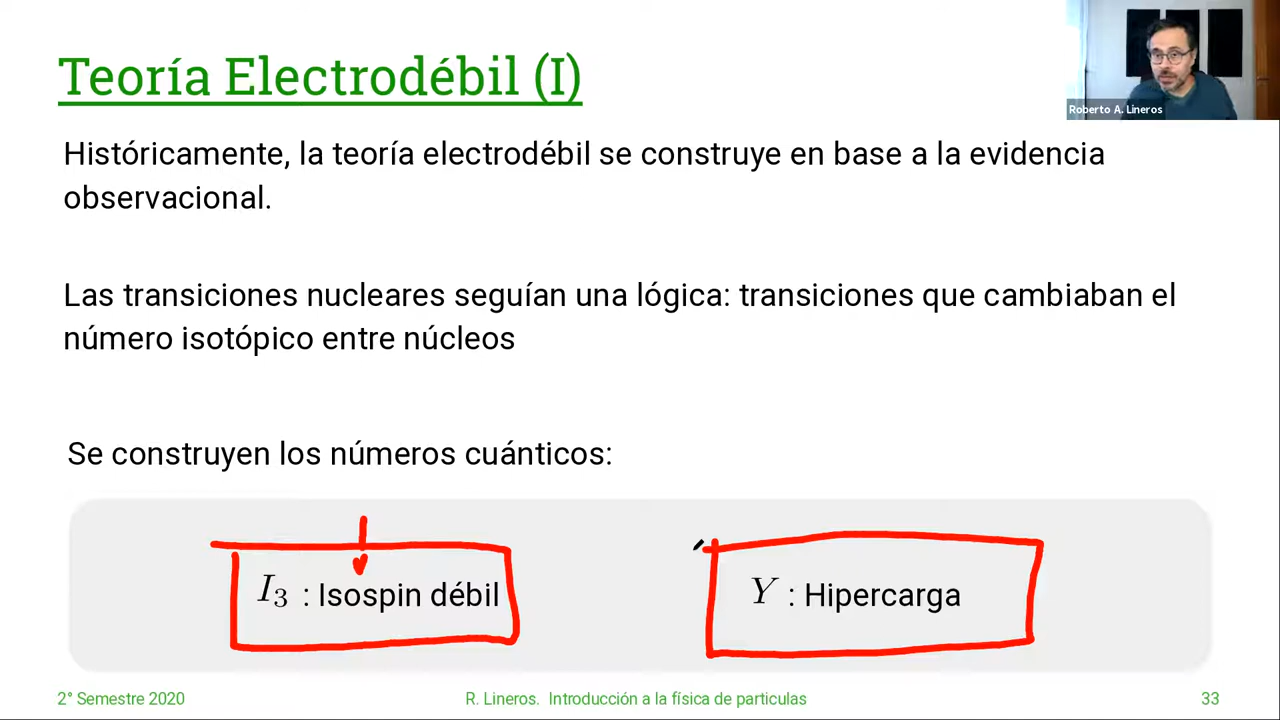 Teoría Electrodébil (I)
Roberto A. Lineros
Históricamente, la teoría electrodébil se construye en base a la evidencia
observacional.
Las transiciones nucleares seguían una lógica: transiciones que cambiaban el
número isotópico entre núcleos
Se construyen los números cuánticos:
I₃ : Isospin débil
Y : Hipercarga
2° Semestre 2020
R. Lineros. Introducción a la física de particulas
33